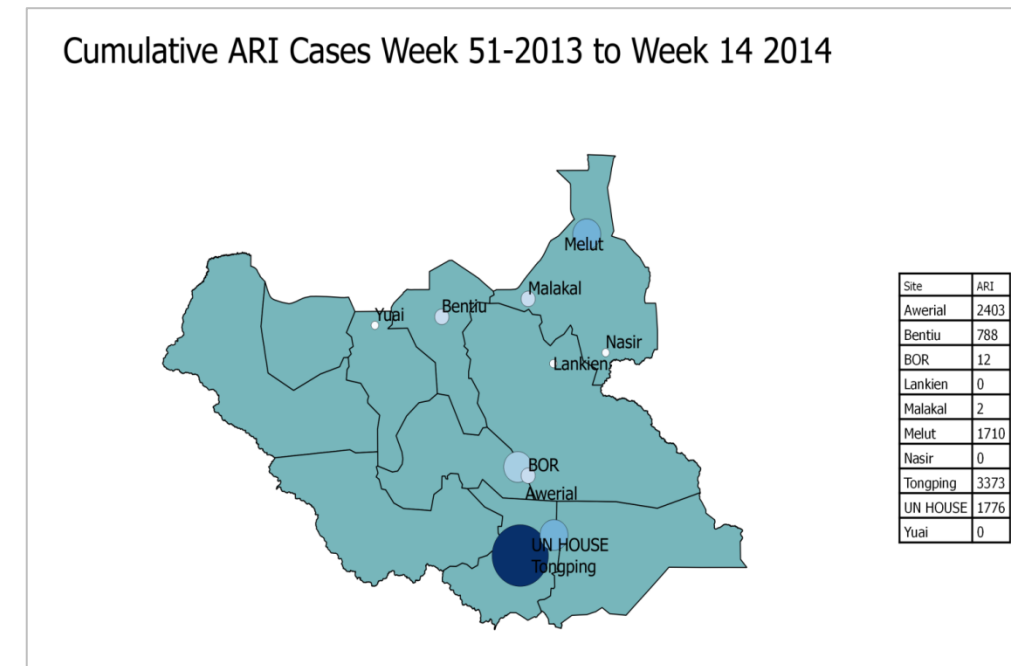 Cumulative ARI Cases Week 51-2013 to Week 14 2014
Melut
Malakal
Bentiu
Yuai
Nasir
Lankien
BOR
Awerial
UN HOUSE
Tongping
Site ARI
Awerial 2403
Bentiu 788
BOR 12
Lankien 0
Malakal 2
Melut 1710
Nasir 0
Tongping 3373
UN HOUSE 1776
Yuai 0